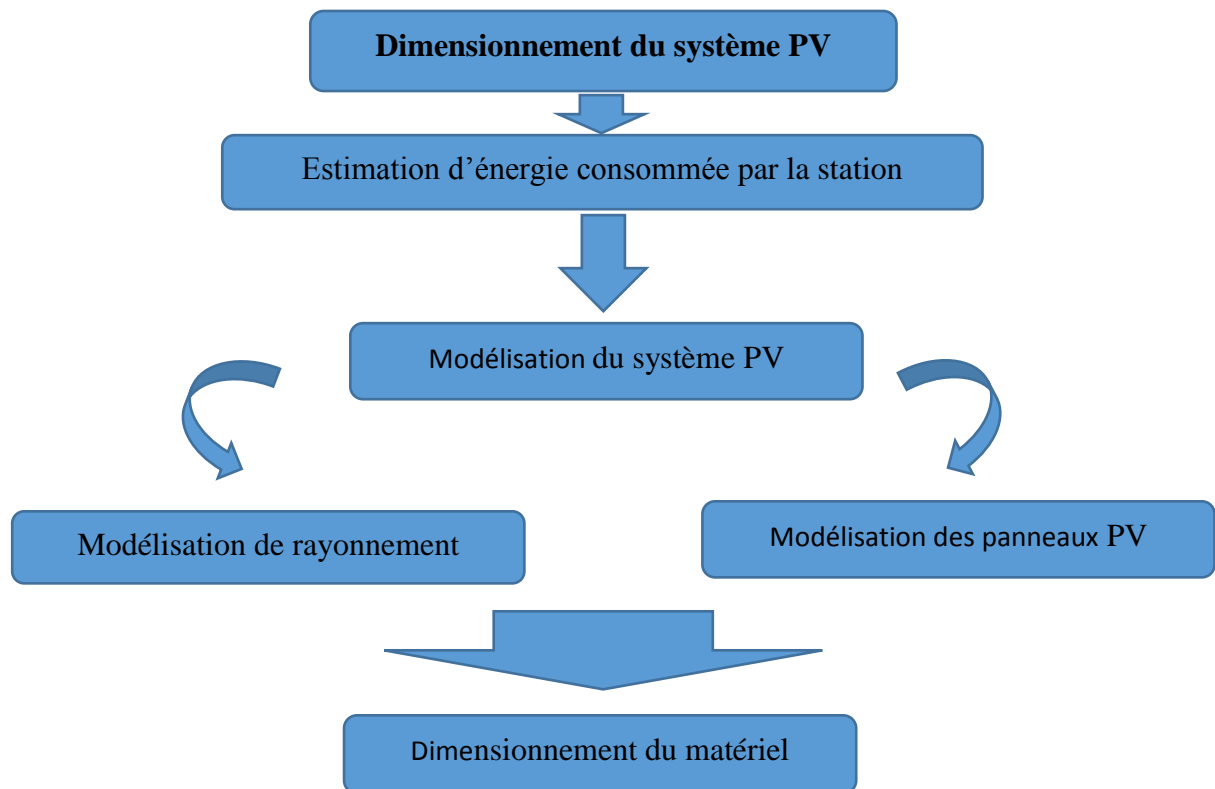 Dimensionnement du système PV
Estimation d’énergie consommée par la station
Modélisation du système PV
Modélisation de rayonnement
Modélisation des panneaux PV
Dimensionnement du matériel